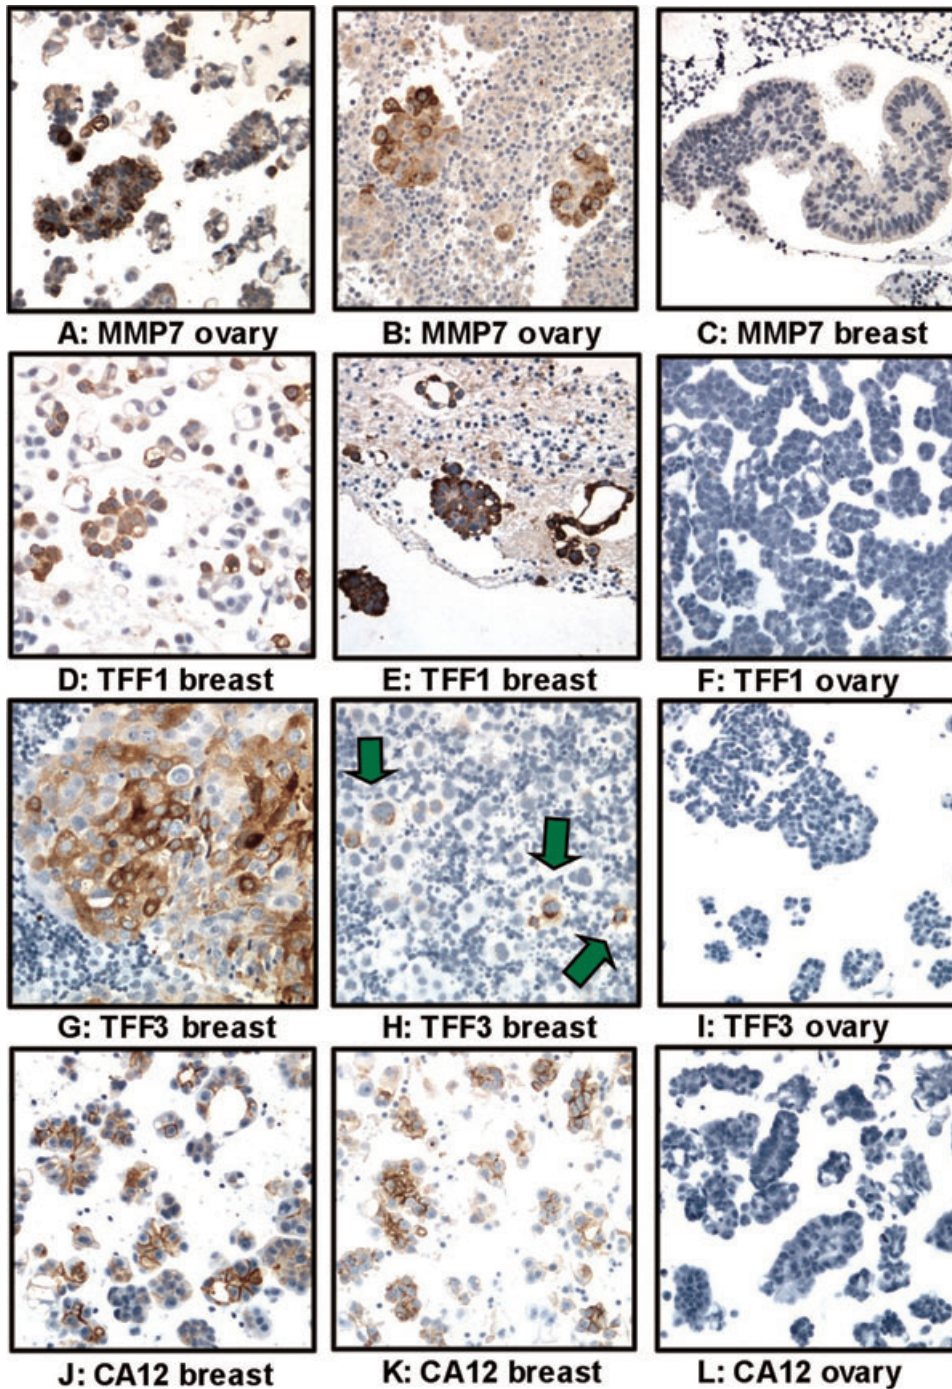 A: MMP7 ovary
B: MMP7 ovary
C: MMP7 breast
D: TFF1 breast
E: TFF1 breast
F: TFF1 ovary
G: TFF3 breast
H: TFF3 breast
I: TFF3 ovary
J: CA12 breast
K: CA12 breast
L: CA12 ovary